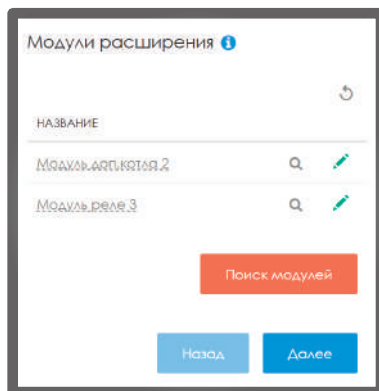 Модули расширения
НАЗВАНИЕ
Модуль доп.котла 2
Модуль реле 3
Поиск модулей
Назад Далее